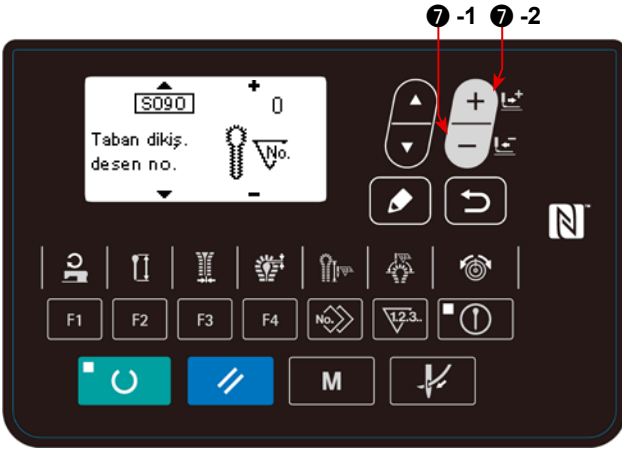 ❼ -1 ❼ -2
S090
+
0
Taban dikiş.
desen no.
No.
−
+
−
F1
F2
F3
F4
No.
1.2.3..
M
N